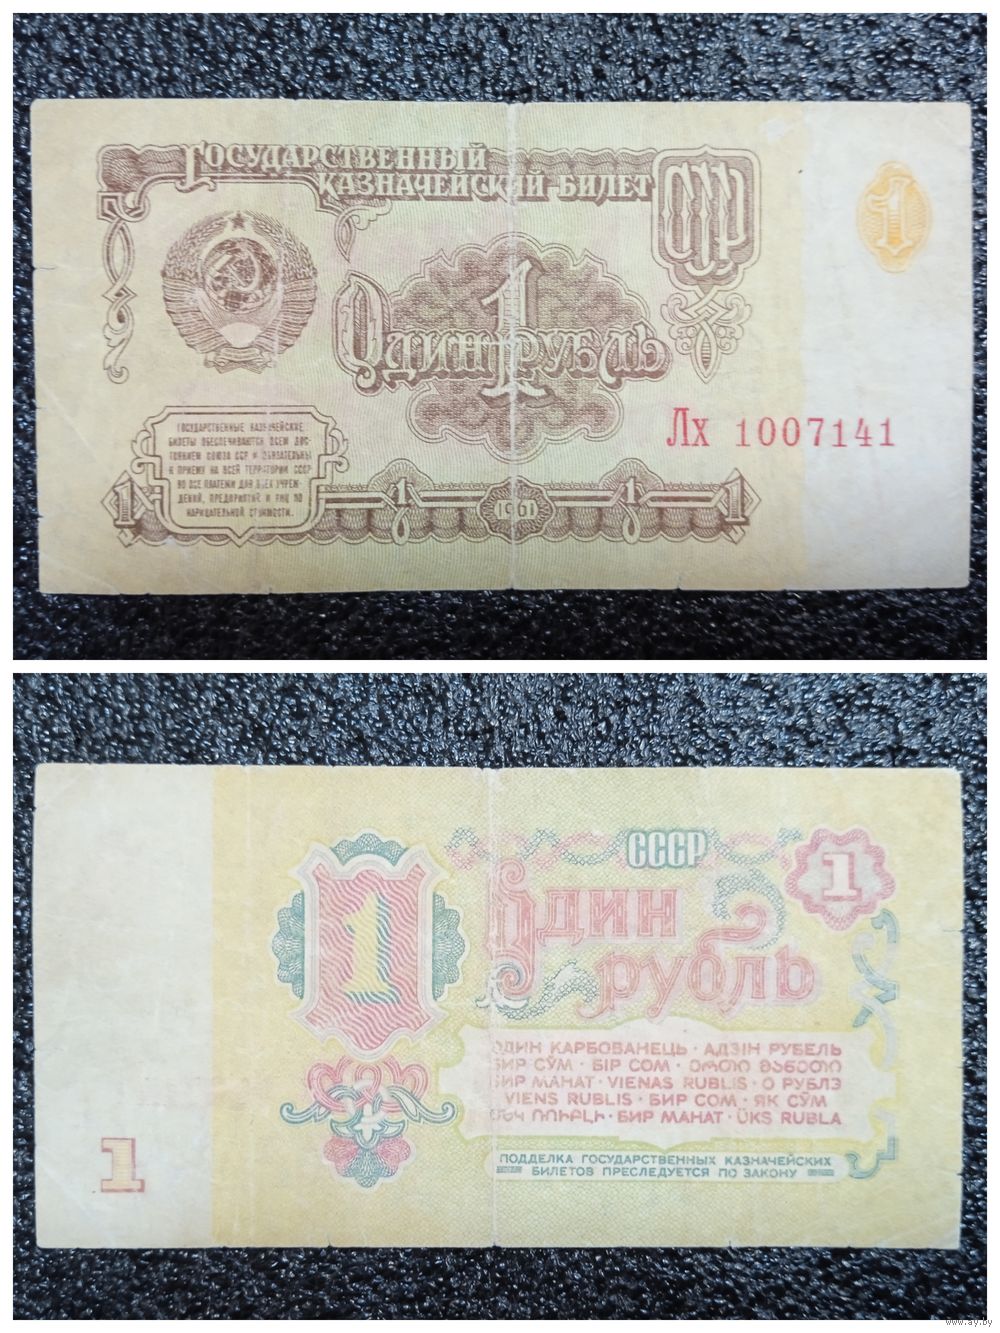 ГОСУДАРСТВЕННЫЙ
КАЗНАЧЕЙСКИЙ БИЛЕТ
СССР
1
1
ОДИН РУБЛЬ
Лх 1007141
ГОСУДАРСТВЕННЫЕ КАЗНАЧЕЙСКИЕ
БИЛЕТЫ ОБЕСПЕЧИВАЮТСЯ ВСЕМ ДОС-
ТОЯНИЕМ СОЮЗА ССР И ОБЯЗАТЕЛЬНЫ
К ПРИЕМУ НА ВСЕЙ ТЕРРИТОРИИ СССР
ВО ВСЕ ПЛАТЕЖИ ДЛЯ ВСЕХ УЧРЕЖ-
ДЕНИЙ, ПРЕДПРИЯТИЙ И ЛИЦ ПО
НАРИЦАТЕЛЬНОЙ СТОИМОСТИ.
1 1 1961 1 1
СССР
1
1
Один
рубль
ОДИН КАРБОВАНЕЦЬ · АДЗІН РУБЕЛЬ
БИР СЎМ · БІР СОМ · ᲔᲠᲗᲘ ᲛᲐᲜᲔᲗᲘ
БИР МАНАТ · VIENAS RUBLIS · О РУБЛЭ
VIENS RUBLIS · БИР СОМ · ЯК СЎМ
ՄԵԿ ՌՈՒԲԼԻ · БИР МАНАТ · ÜKS RUBLA
1
ПОДДЕЛКА ГОСУДАРСТВЕННЫХ КАЗНАЧЕЙСКИХ
БИЛЕТОВ ПРЕСЛЕДУЕТСЯ ПО ЗАКОНУ
www.ay.by